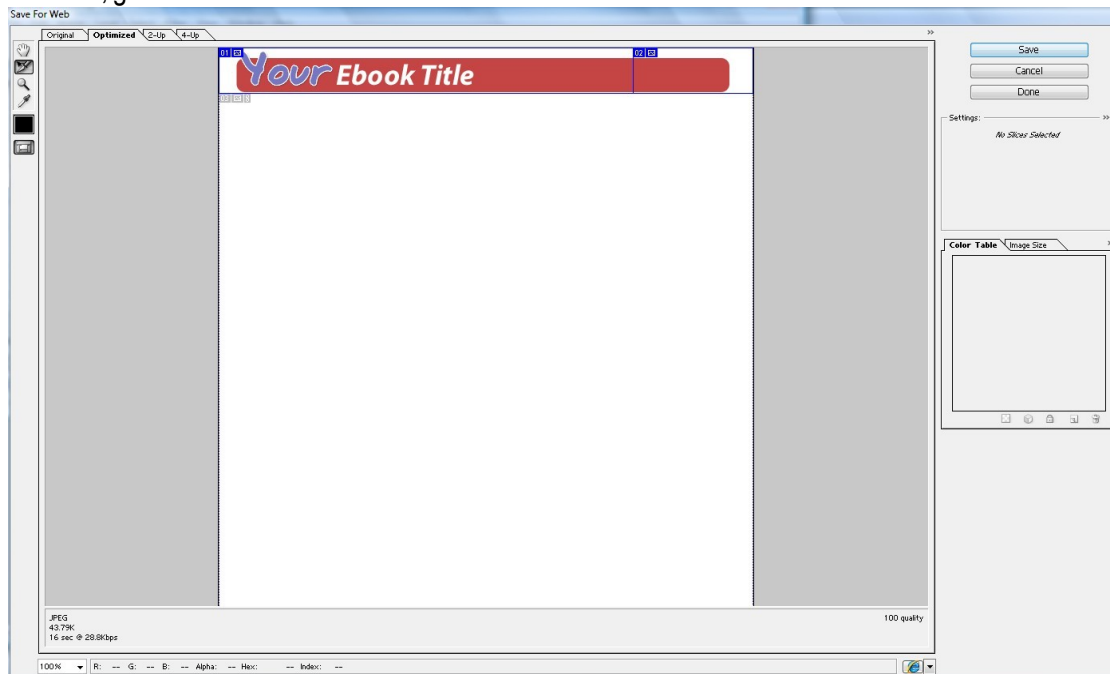 Save For Web
Original Optimized 2-Up 4-Up
01 02
Your Ebook Title
03
Save
Cancel
Done
Settings:
No Slices Selected
Color Table Image Size
JPEG
43.79K
16 sec @ 28.8Kbps
100 quality
100% R: -- G: -- B: -- Alpha: -- Hex: -- Index: --